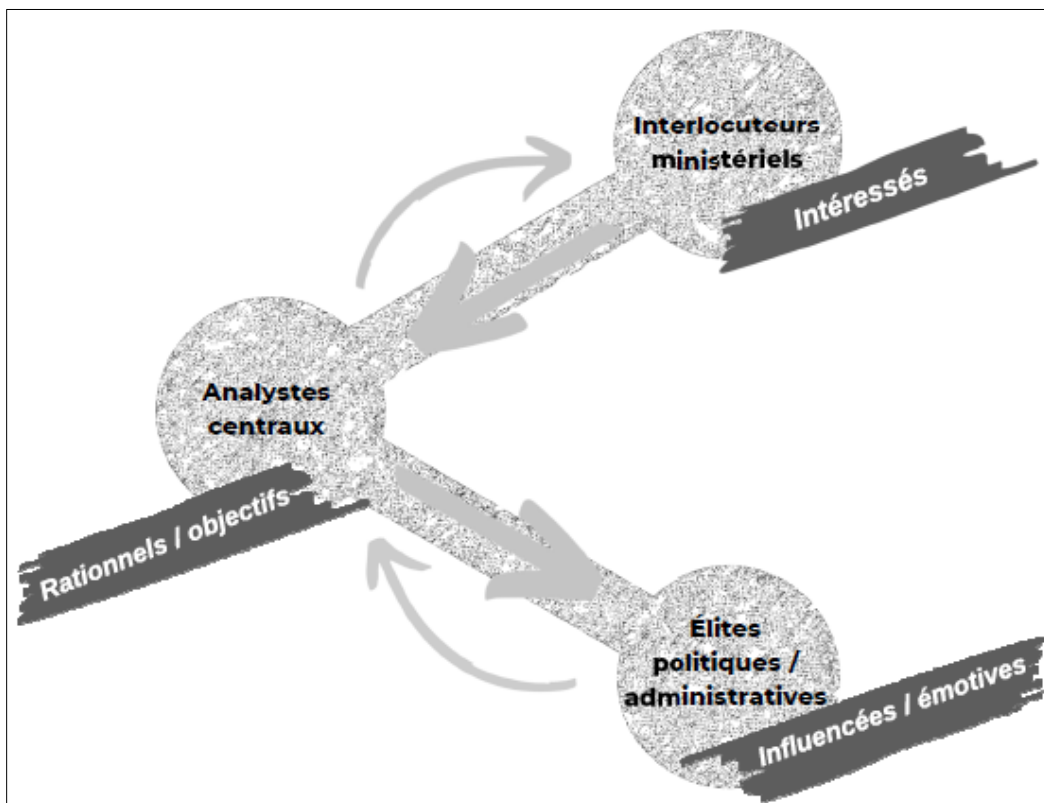 Interlocuteurs
ministériels
Intéressés
Analystes
centraux
Rationnels / objectifs
Élites
politiques /
administratives
Influencées / émotives